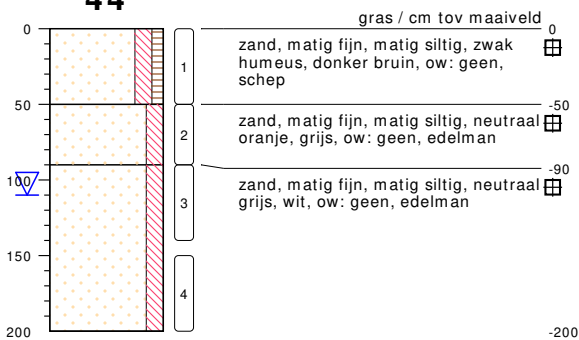 44
gras / cm tov maaiveld
0
0
zand, matig fijn, matig siltig, zwak
humeus, donker bruin, ow: geen,
schep
1
50
-50
zand, matig fijn, matig siltig, neutraal
oranje, grijs, ow: geen, edelman
2
-90
100
zand, matig fijn, matig siltig, neutraal
grijs, wit, ow: geen, edelman
3
150
4
200
-200